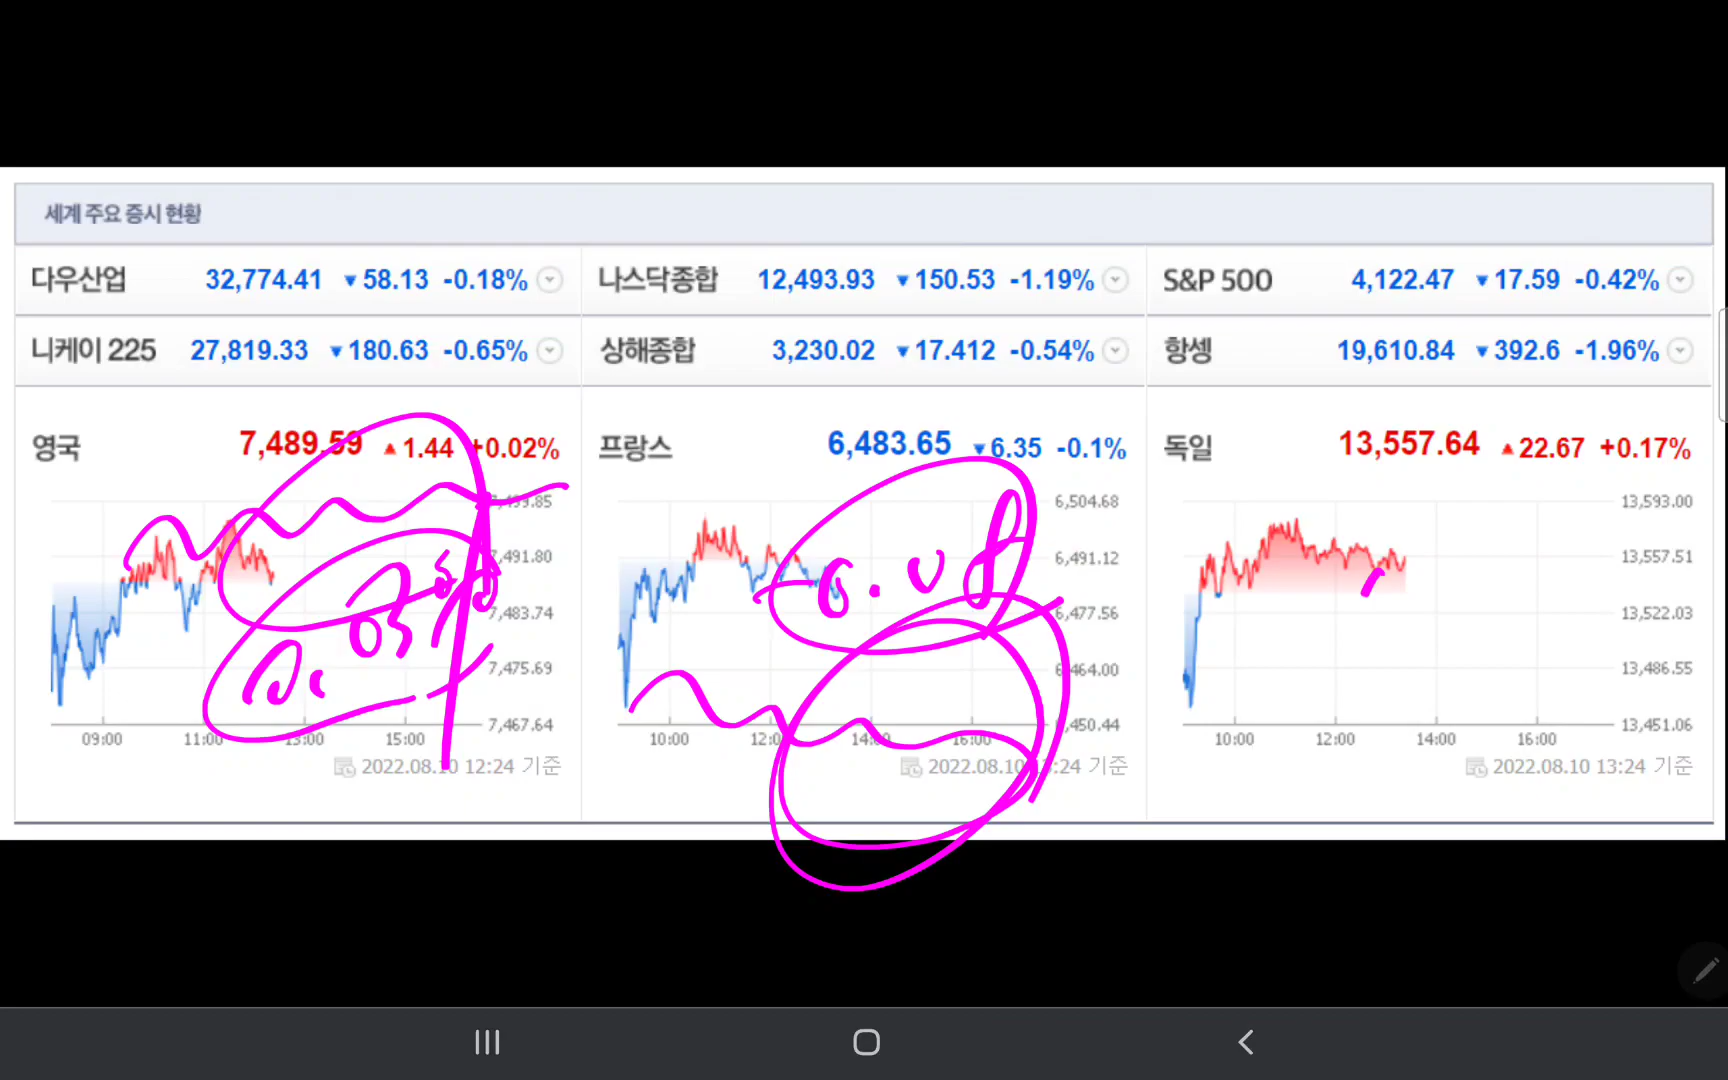 세계 주요 증시 현황
다우산업 32,774.41 ▼58.13 -0.18% 나스닥종합 12,493.93 ▼150.53 -1.19% S&P 500 4,122.47 ▼17.59 -0.42%
니케이 225 27,819.33 ▼180.63 -0.65% 상해종합 3,230.02 ▼17.412 -0.54% 항셍 19,610.84 ▼392.6 -1.96%
영국 7,489.59 ▲1.44 +0.02% 프랑스 6,483.65 ▼6.35 -0.1% 독일 13,557.64 ▲22.67 +0.17%
6,504.68 13,593.00
7,491.80 6,491.12 13,557.51
7,483.74 6,477.56 13,522.03
7,475.69 13,486.55
7,467.64 13,451.06
09:00 11:00 13:00 15:00 10:00 14:00 16:00 10:00 12:00 14:00 16:00
2022.08.10 12:24 기준 2022.08.10 기준 2022.08.10 13:24 기준